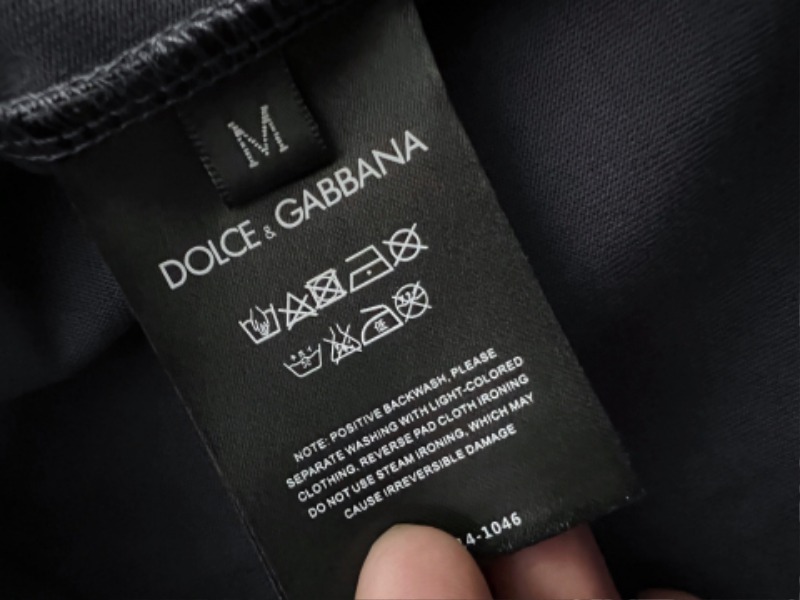 M
DOLCE & GABBANA
NOTE: POSITIVE BACKWASH, PLEASE
SEPARATE WASHING WITH LIGHT-COLORED
CLOTHING. REVERSE PAD CLOTH IRONING
DO NOT USE STEAM IRONING, WHICH MAY
CAUSE IRREVERSIBLE DAMAGE
4-1046